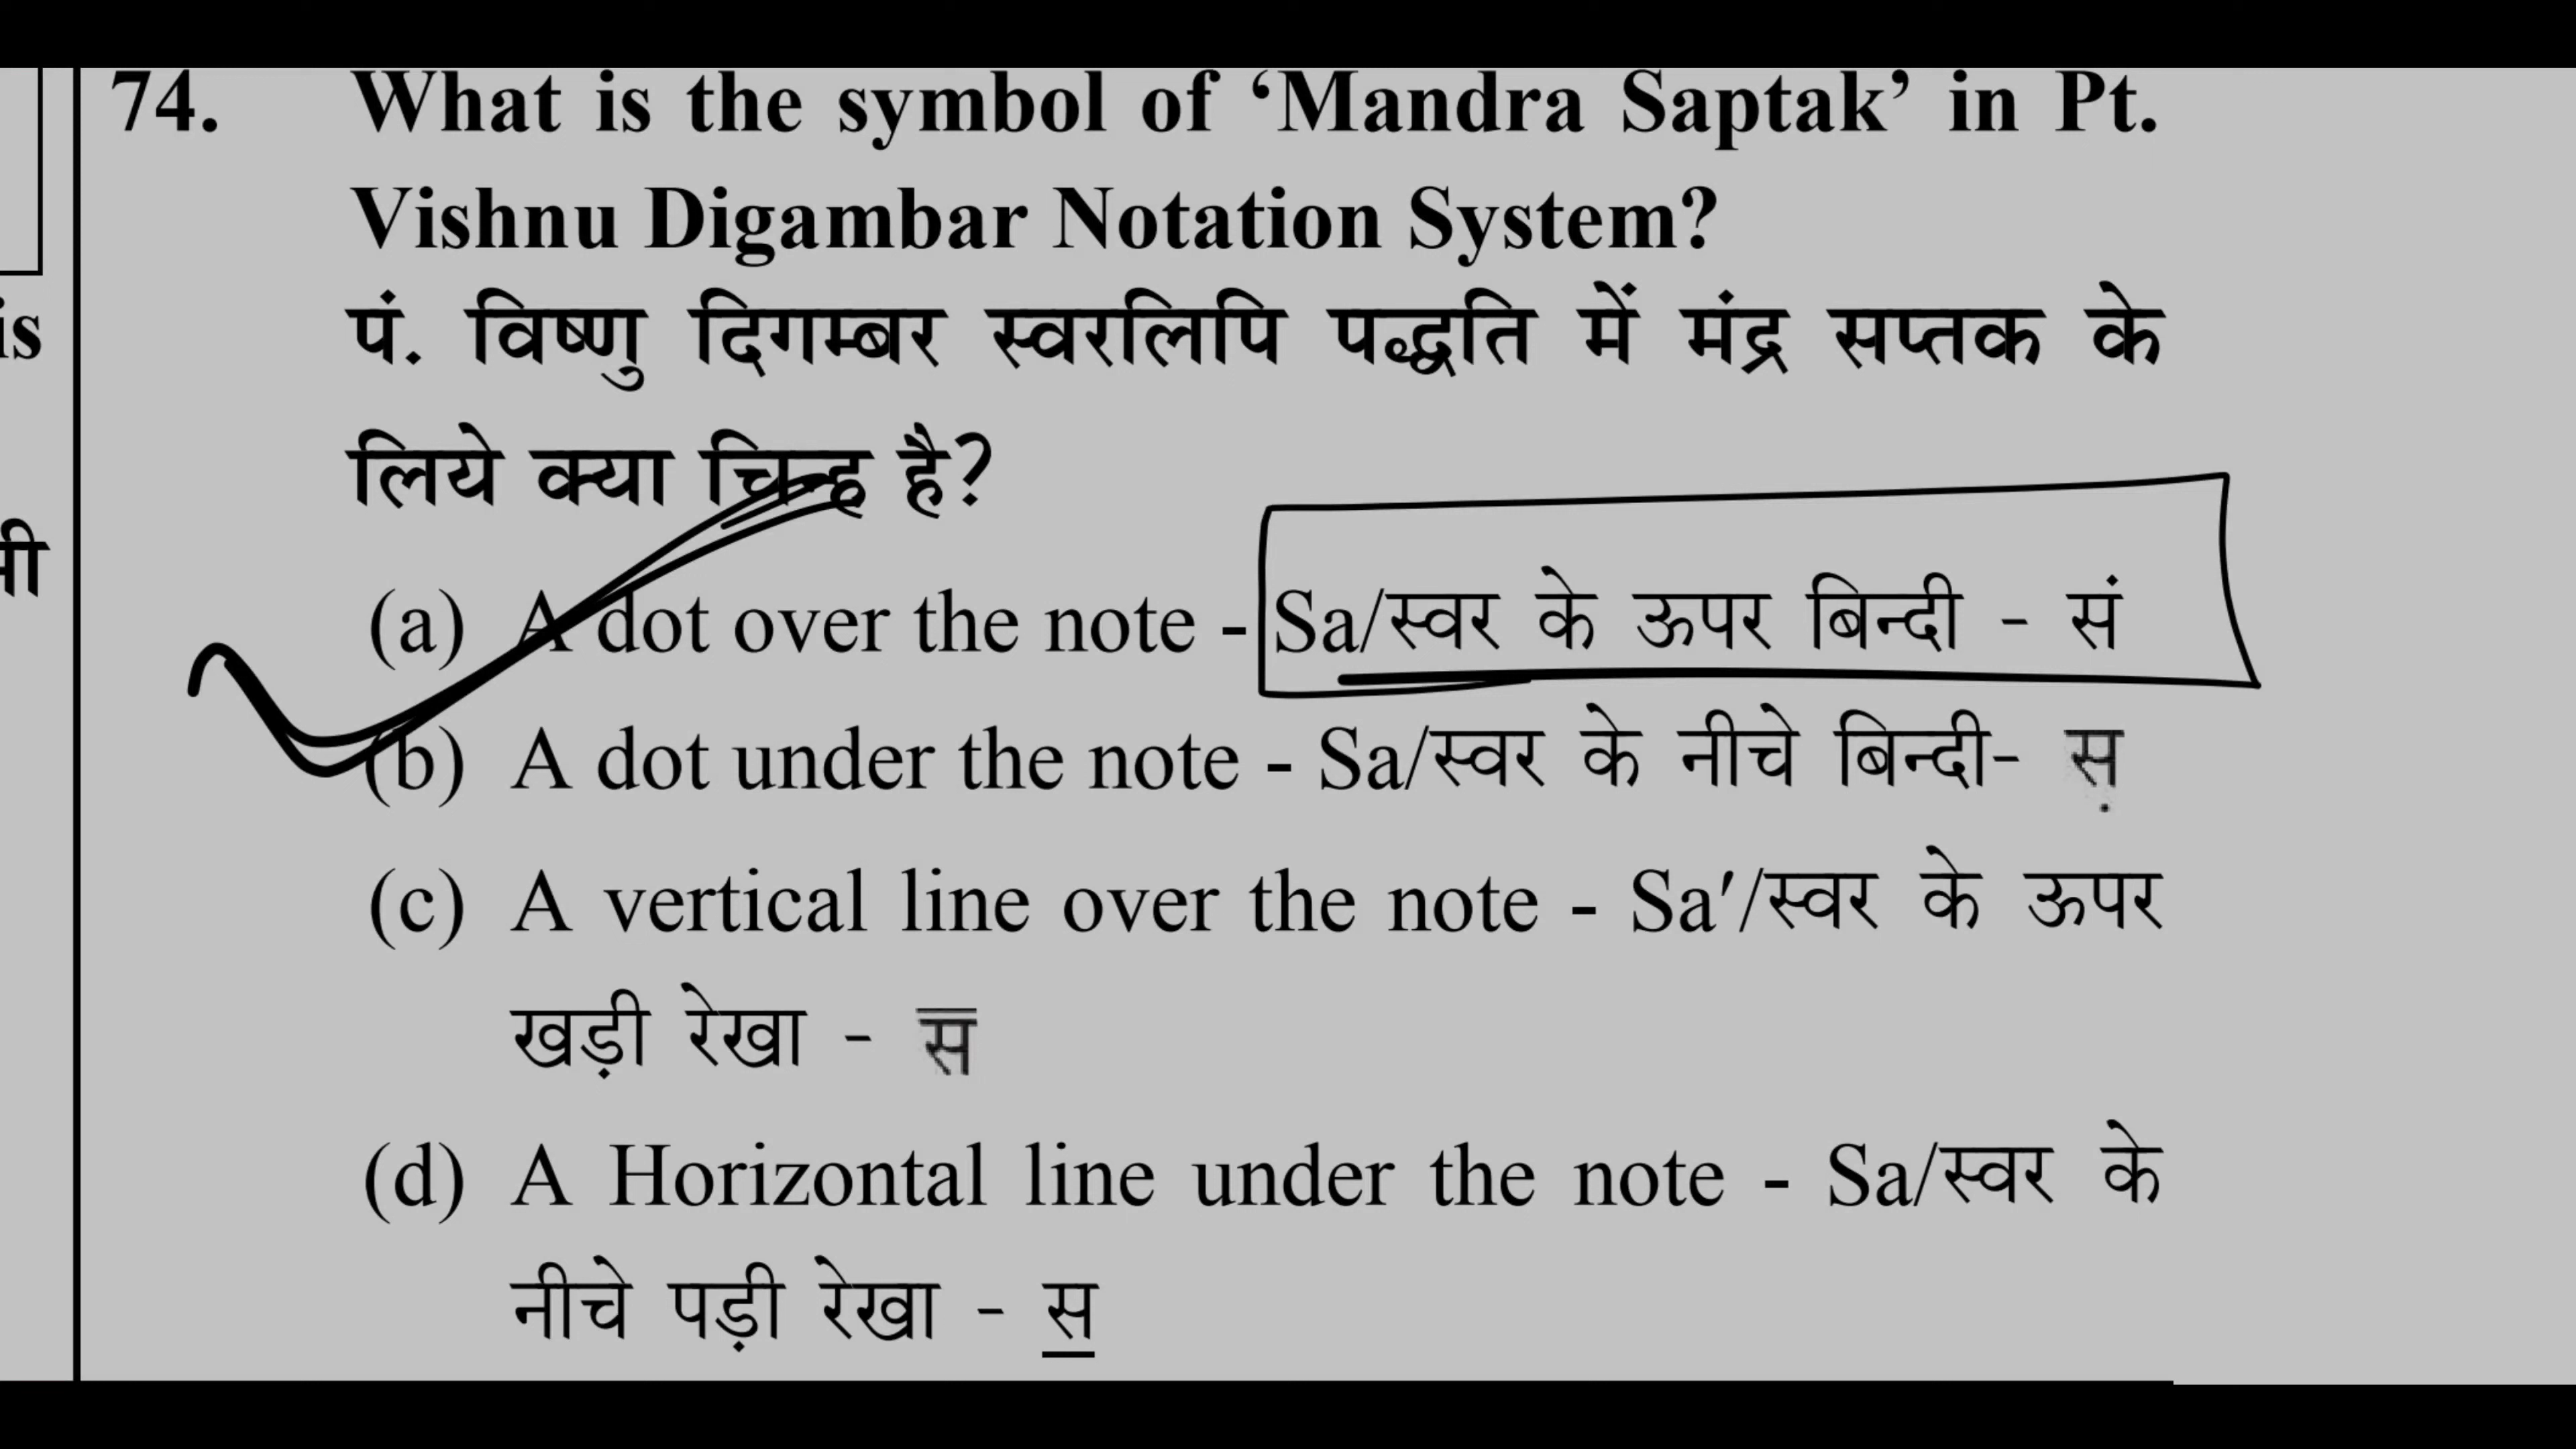 74. What is the symbol of ‘Mandra Saptak’ in Pt.
Vishnu Digambar Notation System?
पं. विष्णु दिगम्बर स्वरलिपि पद्धति में मंद्र सप्तक के
लिये क्या चिन्ह है?
(a) A dot over the note - Sa/स्वर के ऊपर बिन्दी - सं
(b) A dot under the note - Sa/स्वर के नीचे बिन्दी- स़
(c) A vertical line over the note - Sa′/स्वर के ऊपर
खड़ी रेखा - स̅
(d) A Horizontal line under the note - Sa/स्वर के
नीचे पड़ी रेखा - स̲
is